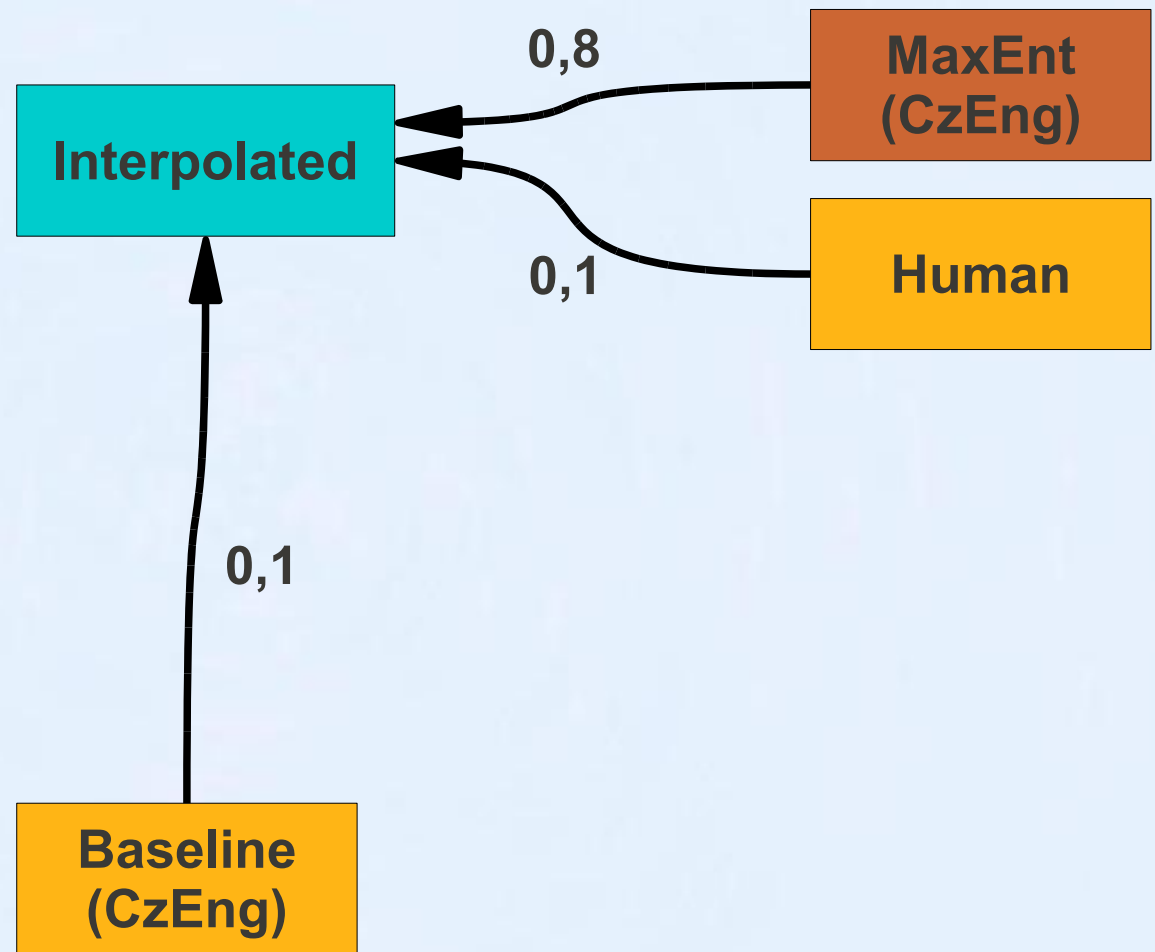 0,8
MaxEnt
(CzEng)
Interpolated
0,1
Human
0,1
Baseline
(CzEng)